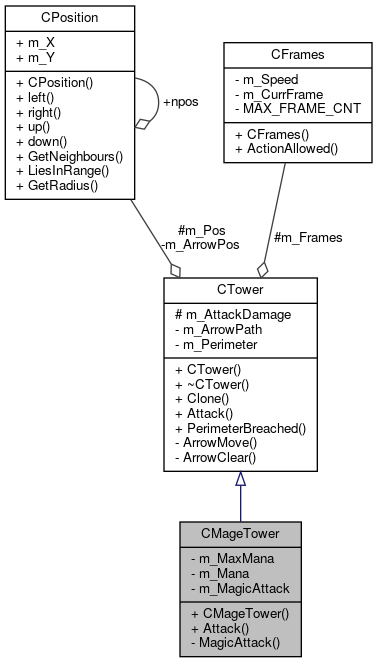 CPosition
+ m_X
+ m_Y
+ CPosition()
+ left()
+ right()
+ up()
+ down()
+ GetNeighbours()
+ LiesInRange()
+ GetRadius()
+npos
CFrames
- m_Speed
- m_CurrFrame
- MAX_FRAME_CNT
+ CFrames()
+ ActionAllowed()
#m_Pos
-m_ArrowPos
#m_Frames
CTower
# m_AttackDamage
- m_ArrowPath
- m_Perimeter
+ CTower()
+ ~CTower()
+ Clone()
+ Attack()
+ PerimeterBreached()
- ArrowMove()
- ArrowClear()
CMageTower
- m_MaxMana
- m_Mana
- m_MagicAttack
+ CMageTower()
+ Attack()
- MagicAttack()